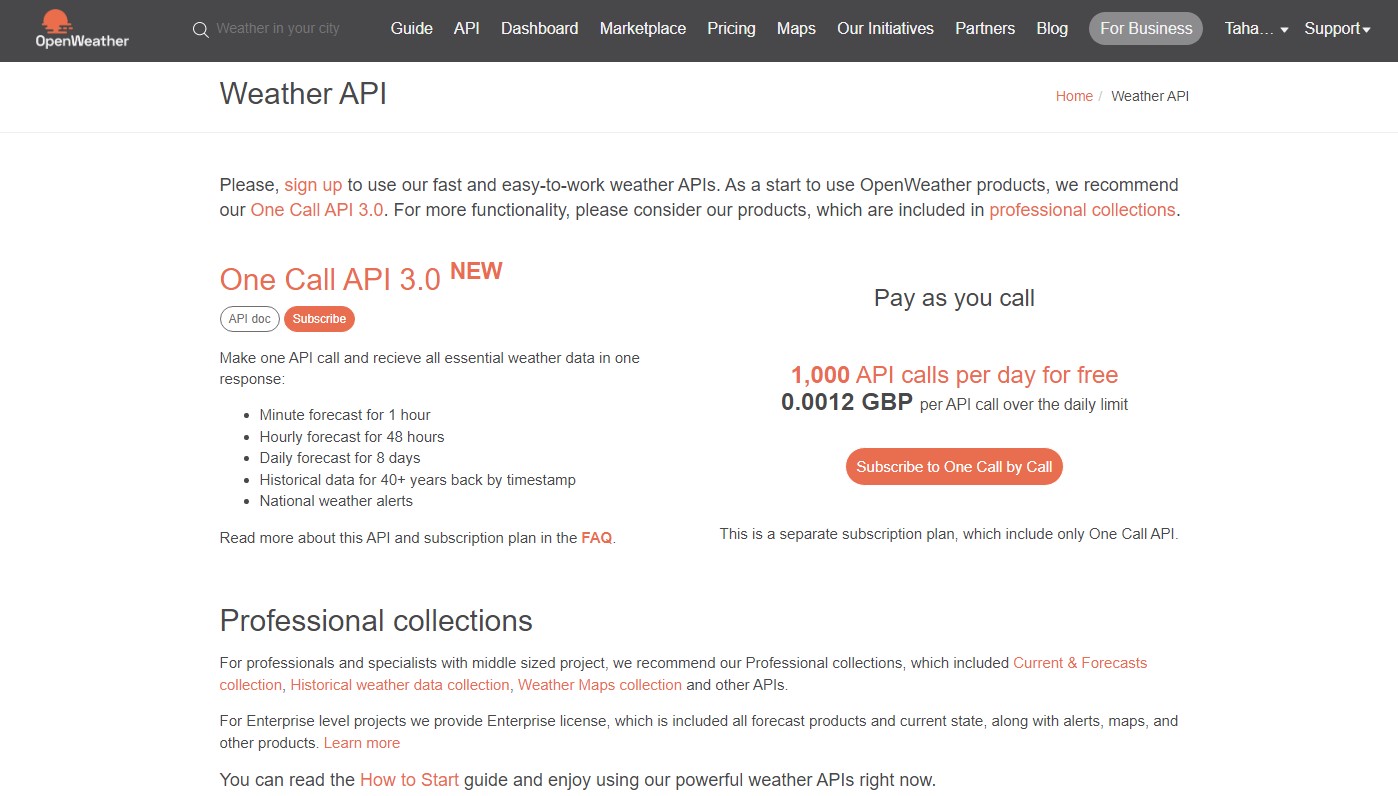 OpenWeather
Weather in your city
Guide API Dashboard Marketplace Pricing Maps Our Initiatives Partners Blog For Business Taha... Support
Weather API
Home / Weather API
Please, sign up to use our fast and easy-to-work weather APIs. As a start to use OpenWeather products, we recommend
our One Call API 3.0. For more functionality, please consider our products, which are included in professional collections.
One Call API 3.0 NEW
API doc Subscribe
Make one API call and recieve all essential weather data in one
response:
• Minute forecast for 1 hour
• Hourly forecast for 48 hours
• Daily forecast for 8 days
• Historical data for 40+ years back by timestamp
• National weather alerts
Read more about this API and subscription plan in the FAQ.
Pay as you call
1,000 API calls per day for free
0.0012 GBP per API call over the daily limit
Subscribe to One Call by Call
This is a separate subscription plan, which include only One Call API.
Professional collections
For professionals and specialists with middle sized project, we recommend our Professional collections, which included Current & Forecasts
collection, Historical weather data collection, Weather Maps collection and other APIs.
For Enterprise level projects we provide Enterprise license, which is included all forecast products and current state, along with alerts, maps, and
other products. Learn more
You can read the How to Start guide and enjoy using our powerful weather APIs right now.